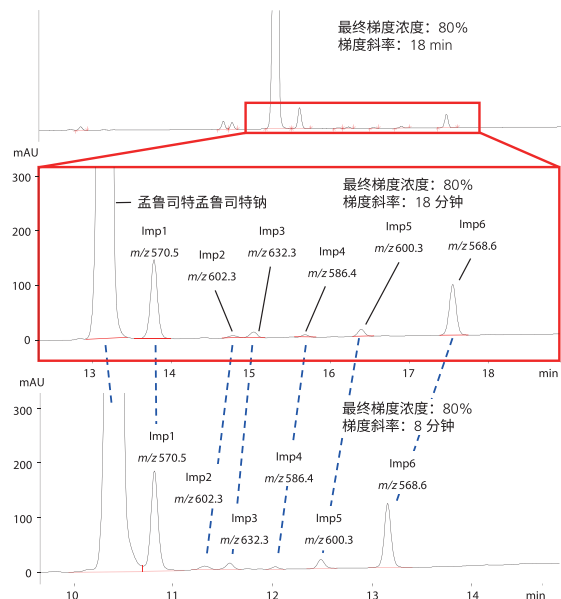 最终梯度浓度：80%
梯度斜率：18 min
mAU
300
200
100
0
最终梯度浓度：80%
梯度斜率：18 分钟
孟鲁司特孟鲁司特钠
Imp1
m/z 570.5
Imp2
m/z 602.3
Imp3
m/z 632.3
Imp4
m/z 586.4
Imp5
m/z 600.3
Imp6
m/z 568.6
13 14 15 16 17 18 min
mAU
300
200
100
0
最终梯度浓度：80%
梯度斜率：8 分钟
Imp1
m/z 570.5
Imp2
m/z 602.3
Imp3
m/z 632.3
Imp4
m/z 586.4
Imp5
m/z 600.3
Imp6
m/z 568.6
10 11 12 13 14 min